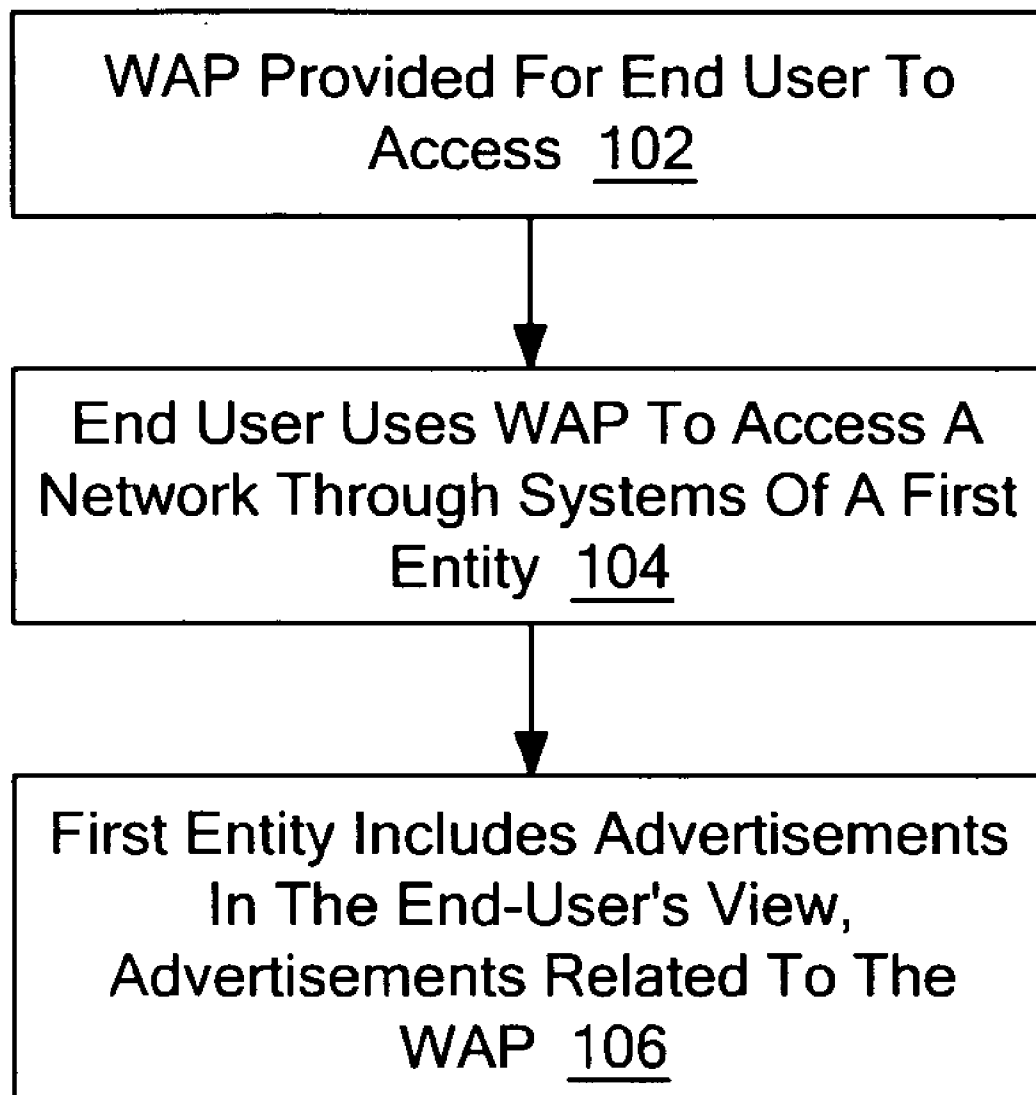 WAP Provided For End User To
Access 102
End User Uses WAP To Access A
Network Through Systems Of A First
Entity 104
First Entity Includes Advertisements
In The End-User's View,
Advertisements Related To The
WAP 106